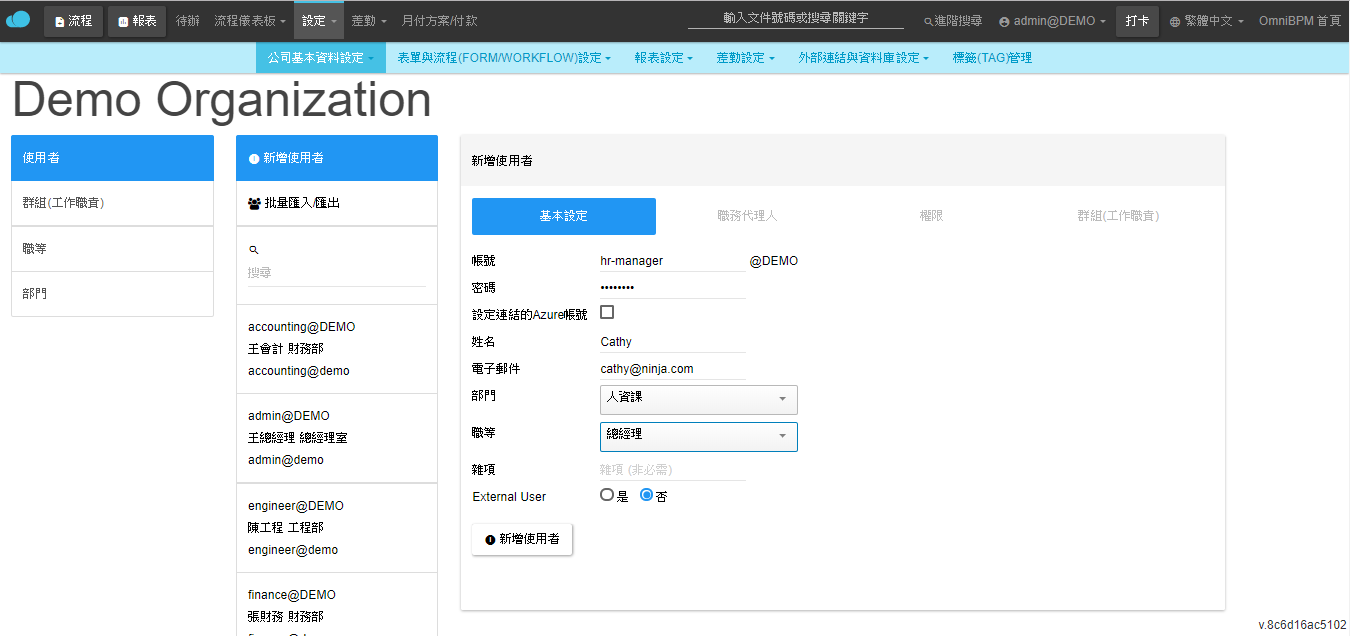 流程 報表 待辦 流程儀表板 設定 差勤 月付方案/付款 輸入文件號碼或搜尋關鍵字 進階搜尋 admin@DEMO 打卡 繁體中文 OmniBPM 首頁
公司基本資料設定 表單與流程(FORM/WORKFLOW)設定 報表設定 差勤設定 外部連結與資料庫設定 標籤(TAG)管理
Demo Organization
使用者
群組(工作職責)
職等
部門
新增使用者
批量匯入/匯出
搜尋
accounting@DEMO
王會計 財務部
accounting@demo
admin@DEMO
王總經理 總經理室
admin@demo
engineer@DEMO
陳工程 工程部
engineer@demo
finance@DEMO
張財務 財務部
新增使用者
基本設定 職務代理人 權限 群組(工作職責)
帳號 hr-manager @DEMO
密碼 ••••••••
設定連結的Azure帳號
姓名 Cathy
電子郵件 cathy@ninja.com
部門 人資課
職等 總經理
雜項 雜項 (非必需)
External User 是 否
新增使用者
v.8c6d16ac5102